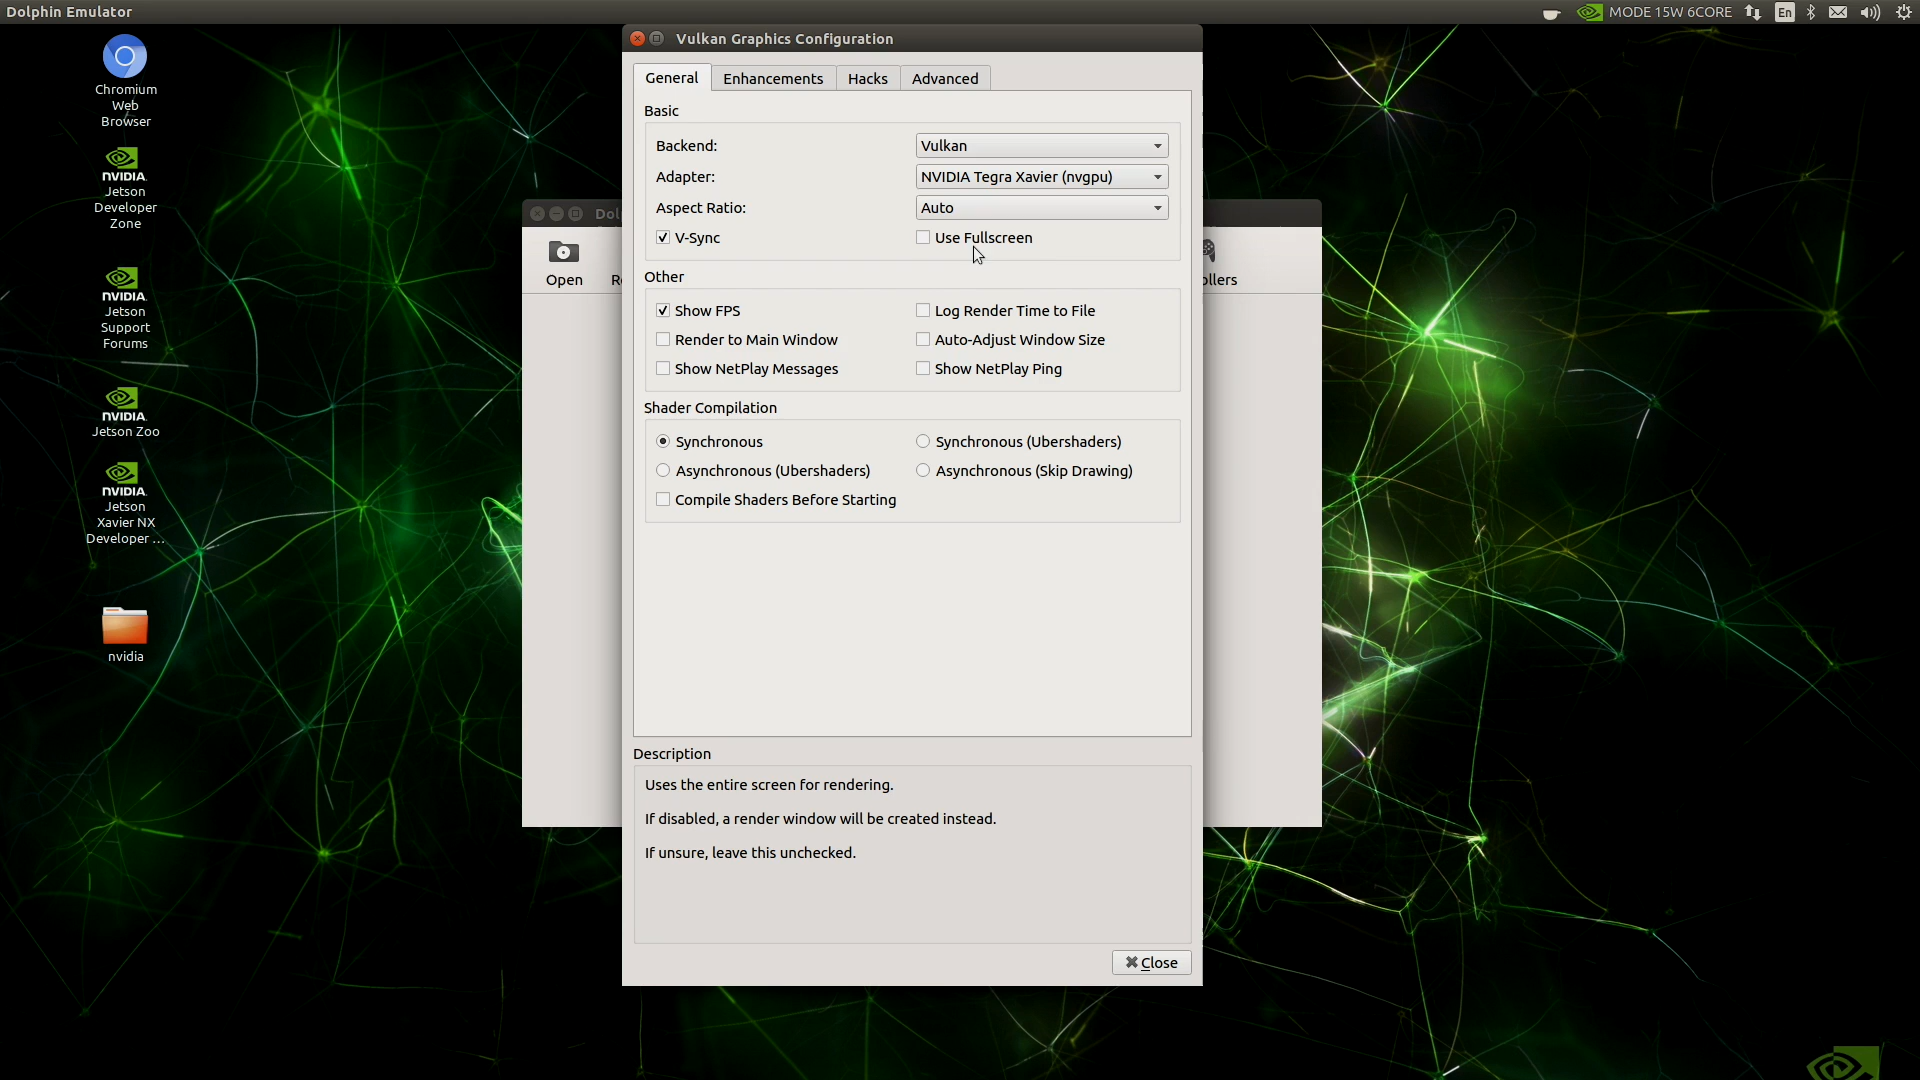 Dolphin Emulator
MODE 15W 6CORE
En
Chromium
Web
Browser
NVIDIA.
Jetson
Developer
Zone
NVIDIA.
Jetson
Support
Forums
NVIDIA.
Jetson Zoo
NVIDIA.
Jetson
Xavier NX
Developer ...
nvidia
Dol
Open
R
ollers
Vulkan Graphics Configuration
General
Enhancements
Hacks
Advanced
Basic
Backend:
Vulkan
Adapter:
NVIDIA Tegra Xavier (nvgpu)
Aspect Ratio:
Auto
V-Sync
Use Fullscreen
Other
Show FPS
Log Render Time to File
Render to Main Window
Auto-Adjust Window Size
Show NetPlay Messages
Show NetPlay Ping
Shader Compilation
Synchronous
Synchronous (Ubershaders)
Asynchronous (Ubershaders)
Asynchronous (Skip Drawing)
Compile Shaders Before Starting
Description
Uses the entire screen for rendering.
If disabled, a render window will be created instead.
If unsure, leave this unchecked.
Close